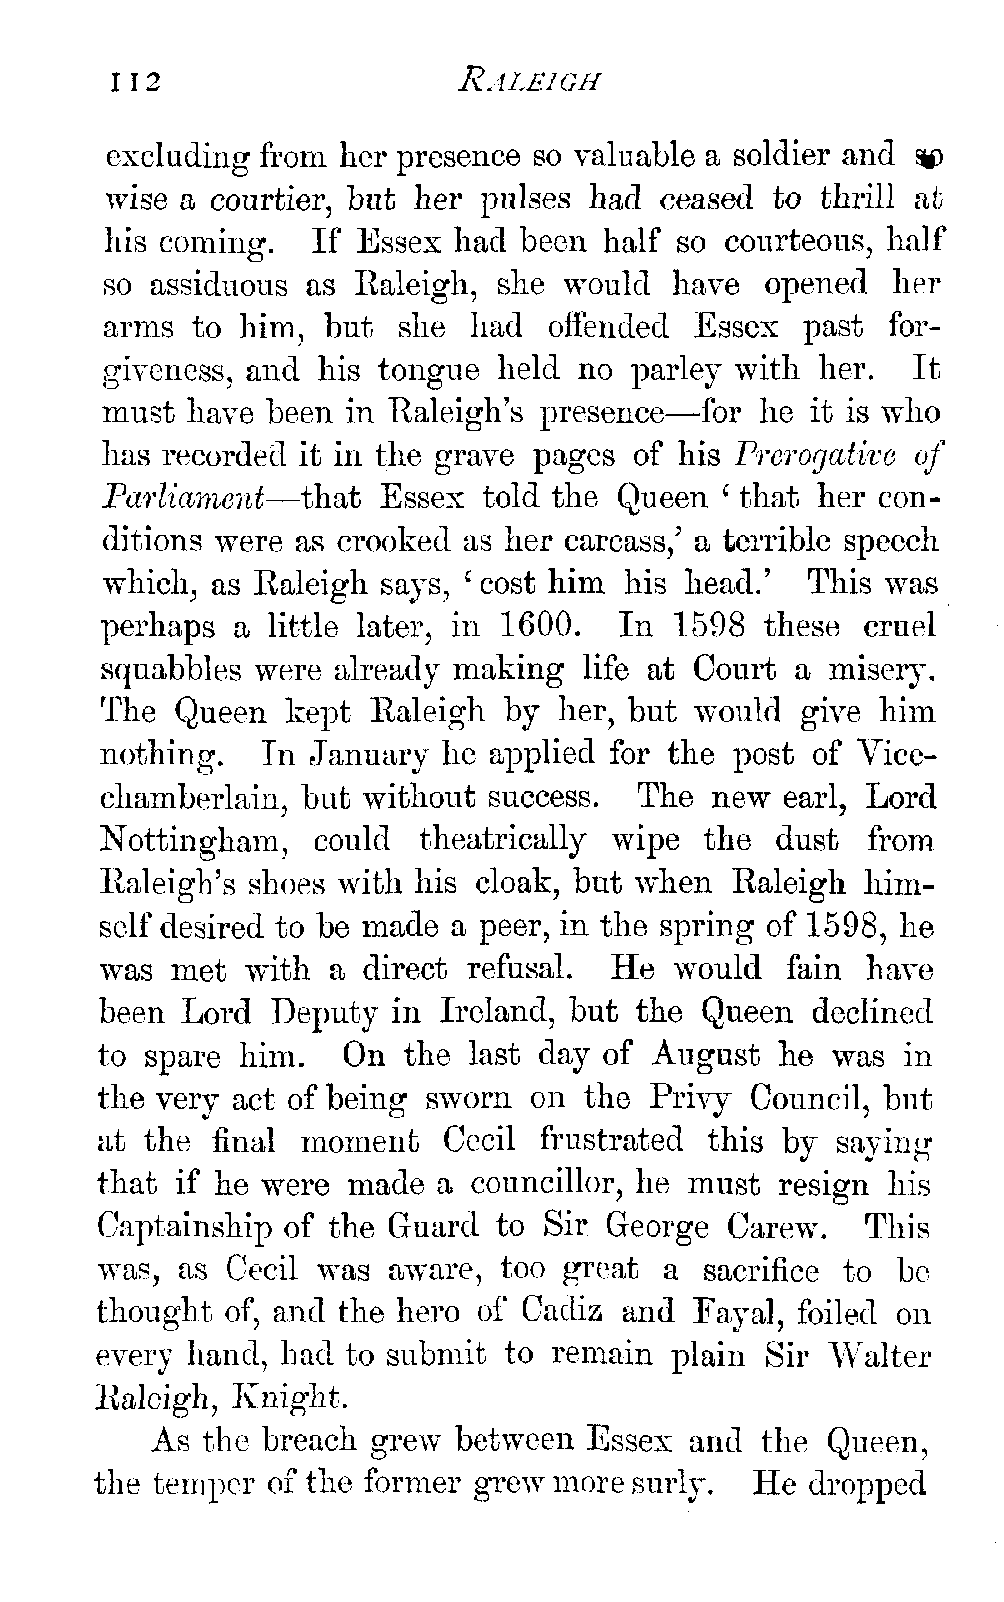 112 RALEIGH
excluding from her presence so valuable a soldier and so
wise a courtier, but her pulses had ceased to thrill at
his coming. If Essex had been half so courteous, half
so assiduous as Raleigh, she would have opened her
arms to him, but she had offended Essex past for-
giveness, and his tongue held no parley with her. It
must have been in Raleigh's presence—for he it is who
has recorded it in the grave pages of his Prerogative of
Parliament—that Essex told the Queen ‘that her con-
ditions were as crooked as her carcass,’ a terrible speech
which, as Raleigh says, ‘cost him his head.’ This was
perhaps a little later, in 1600. In 1598 these cruel
squabbles were already making life at Court a misery.
The Queen kept Raleigh by her, but would give him
nothing. In January he applied for the post of Vice-
chamberlain, but without success. The new earl, Lord
Nottingham, could theatrically wipe the dust from
Raleigh's shoes with his cloak, but when Raleigh him-
self desired to be made a peer, in the spring of 1598, he
was met with a direct refusal. He would fain have
been Lord Deputy in Ireland, but the Queen declined
to spare him. On the last day of August he was in
the very act of being sworn on the Privy Council, but
at the final moment Cecil frustrated this by saying
that if he were made a councillor, he must resign his
Captainship of the Guard to Sir George Carew. This
was, as Cecil was aware, too great a sacrifice to be
thought of, and the hero of Cadiz and Fayal, foiled on
every hand, had to submit to remain plain Sir Walter
Raleigh, Knight.
As the breach grew between Essex and the Queen,
the temper of the former grew more surly. He dropped